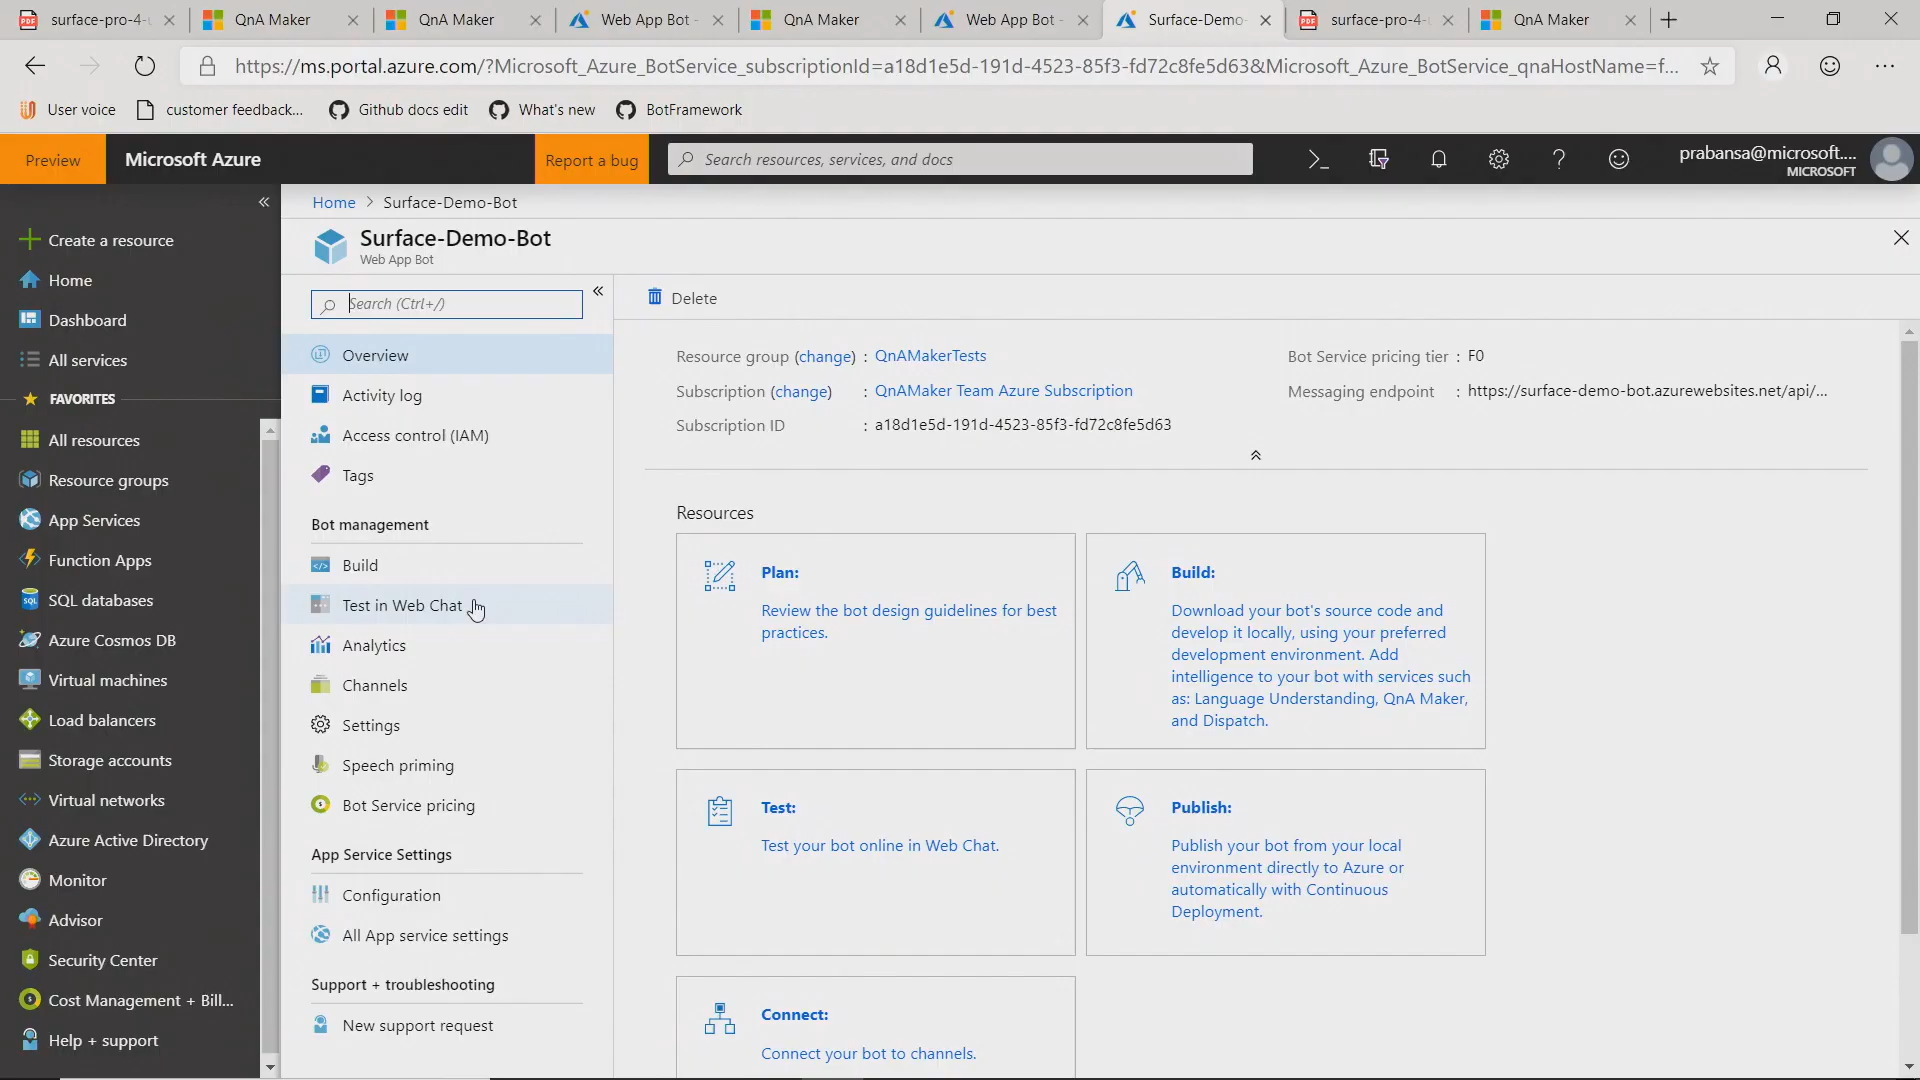 surface-pro-4-u
QnA Maker
QnA Maker
Web App Bot -
QnA Maker
Web App Bot -
Surface-Demo-
surface-pro-4-u
QnA Maker
https://ms.portal.azure.com/?Microsoft_Azure_BotService_subscriptionId=a18d1e5d-191d-4523-85f3-fd72c8fe5d63&Microsoft_Azure_BotService_qnaHostName=f...
User voice
customer feedback...
Github docs edit
What's new
BotFramework
Preview
Microsoft Azure
Report a bug
Search resources, services, and docs
prabansa@microsoft....
MICROSOFT
Create a resource
Home
Dashboard
All services
FAVORITES
All resources
Resource groups
App Services
Function Apps
SQL databases
Azure Cosmos DB
Virtual machines
Load balancers
Storage accounts
Virtual networks
Azure Active Directory
Monitor
Advisor
Security Center
Cost Management + Bill...
Help + support
Home > Surface-Demo-Bot
Surface-Demo-Bot
Web App Bot
Search (Ctrl+/)
Overview
Activity log
Access control (IAM)
Tags
Bot management
Build
Test in Web Chat
Analytics
Channels
Settings
Speech priming
Bot Service pricing
App Service Settings
Configuration
All App service settings
Support + troubleshooting
New support request
Delete
Resource group (change) : QnAMakerTests
Subscription (change) : QnAMaker Team Azure Subscription
Subscription ID : a18d1e5d-191d-4523-85f3-fd72c8fe5d63
Bot Service pricing tier : F0
Messaging endpoint : https://surface-demo-bot.azurewebsites.net/api/...
Resources
Plan:
Review the bot design guidelines for best
practices.
Build:
Download your bot's source code and
develop it locally, using your preferred
development environment. Add
intelligence to your bot with services such
as: Language Understanding, QnA Maker,
and Dispatch.
Test:
Test your bot online in Web Chat.
Publish:
Publish your bot from your local
environment directly to Azure or
automatically with Continuous
Deployment.
Connect:
Connect your bot to channels.